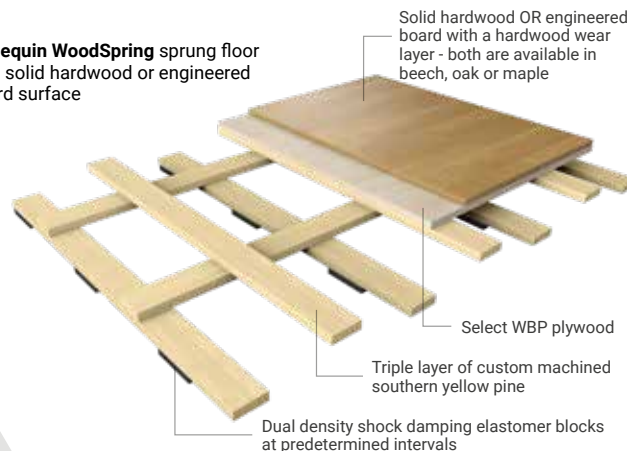 equin WoodSpring sprung floor
solid hardwood or engineered
rd surface
Solid hardwood OR engineered
board with a hardwood wear
layer - both are available in
beech, oak or maple
Select WBP plywood
Triple layer of custom machined
southern yellow pine
Dual density shock damping elastomer blocks
at predetermined intervals